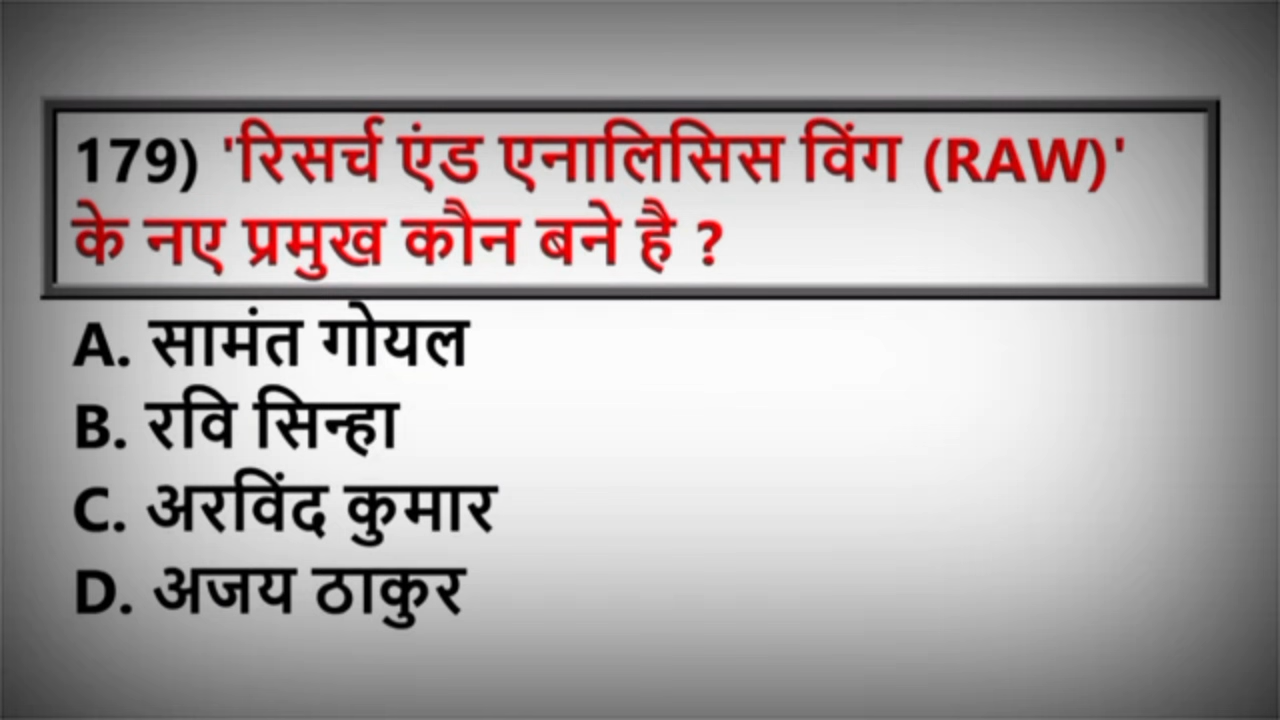 179) 'रिसर्च एंड एनालिसिस विंग (RAW)'
के नए प्रमुख कौन बने है ?
A. सामंत गोयल
B. रवि सिन्हा
C. अरविंद कुमार
D. अजय ठाकुर